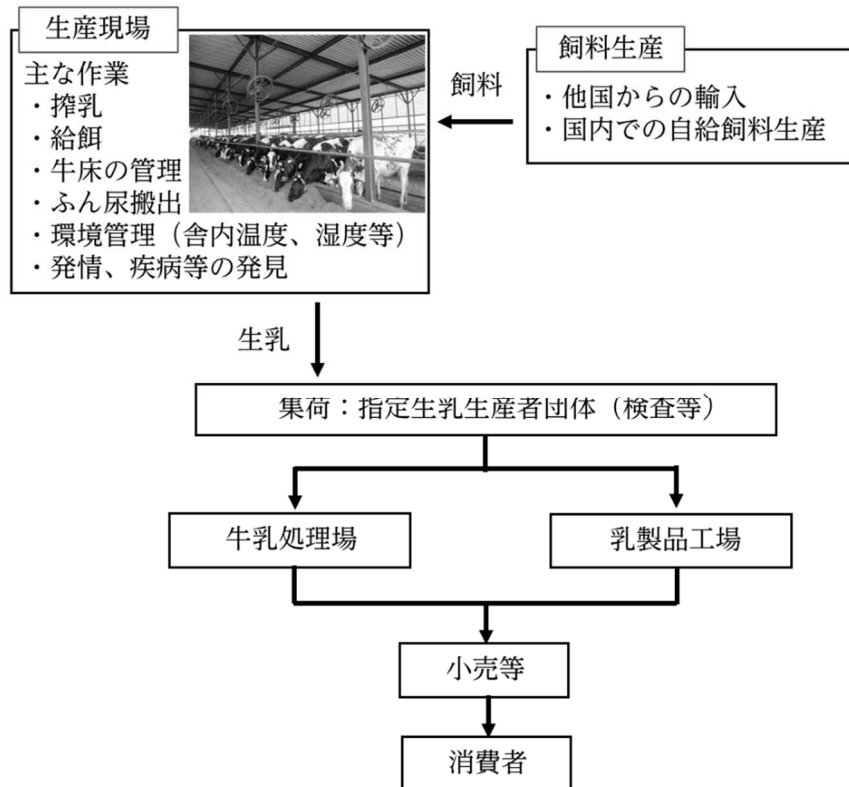 生産現場
主な作業
・搾乳
・給餌
・牛床の管理
・ふん尿搬出
・環境管理（舎内温度、湿度等）
・発情、疾病等の発見
飼料
飼料生産
・他国からの輸入
・国内での自給飼料生産
生乳
集荷：指定生乳生産者団体（検査等）
牛乳処理場
乳製品工場
小売等
消費者